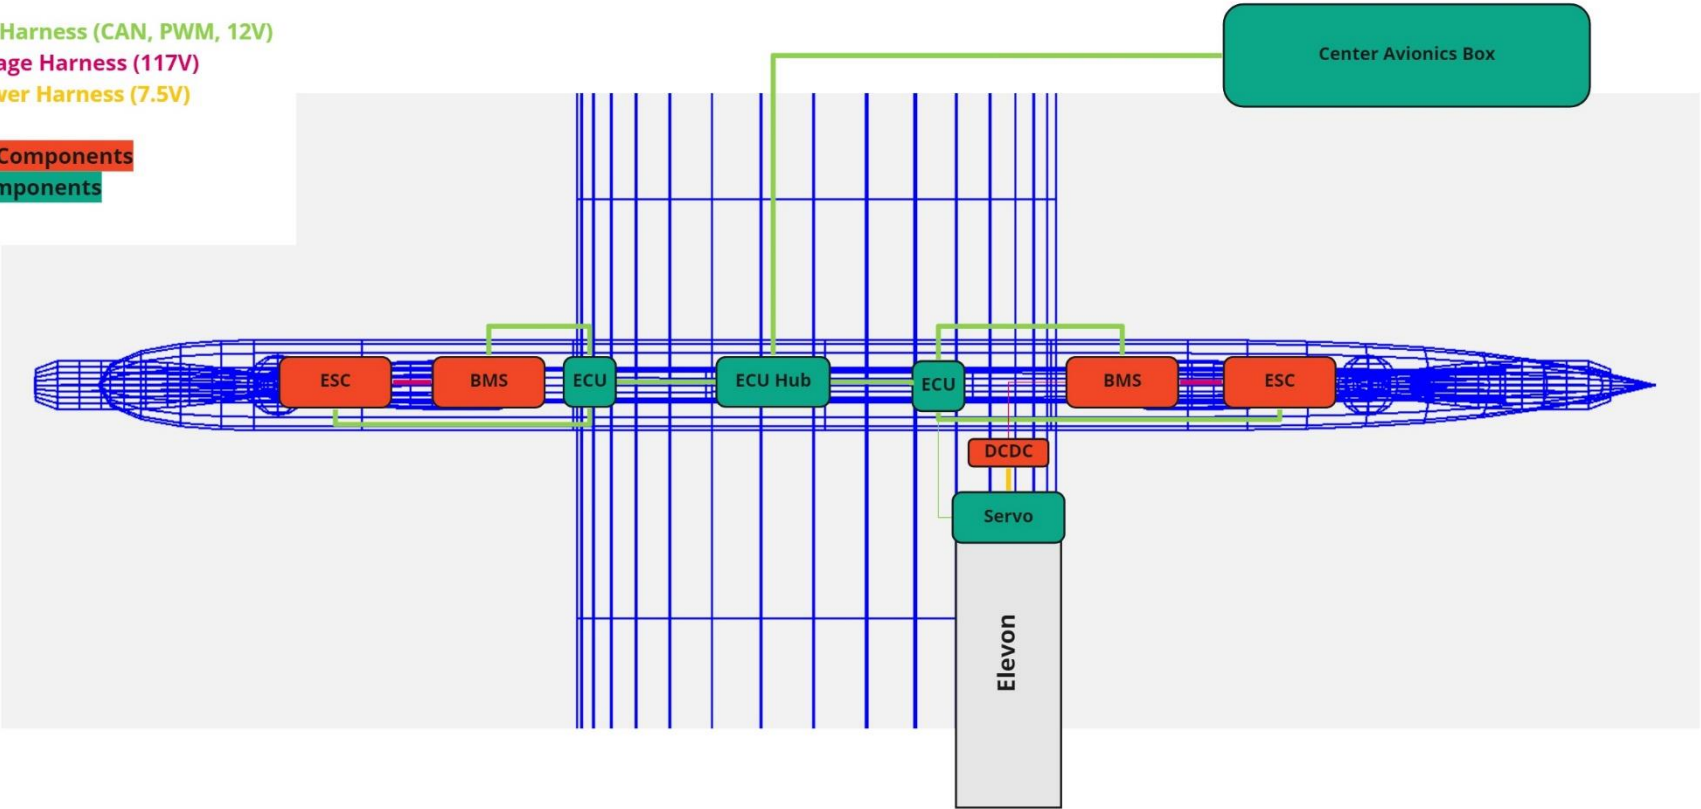 Harness (CAN, PWM, 12V)
age Harness (117V)
wer Harness (7.5V)
Components
mponents
Center Avionics Box
ESC
BMS
ECU
ECU Hub
ECU
BMS
ESC
DCDC
Servo
Elevon